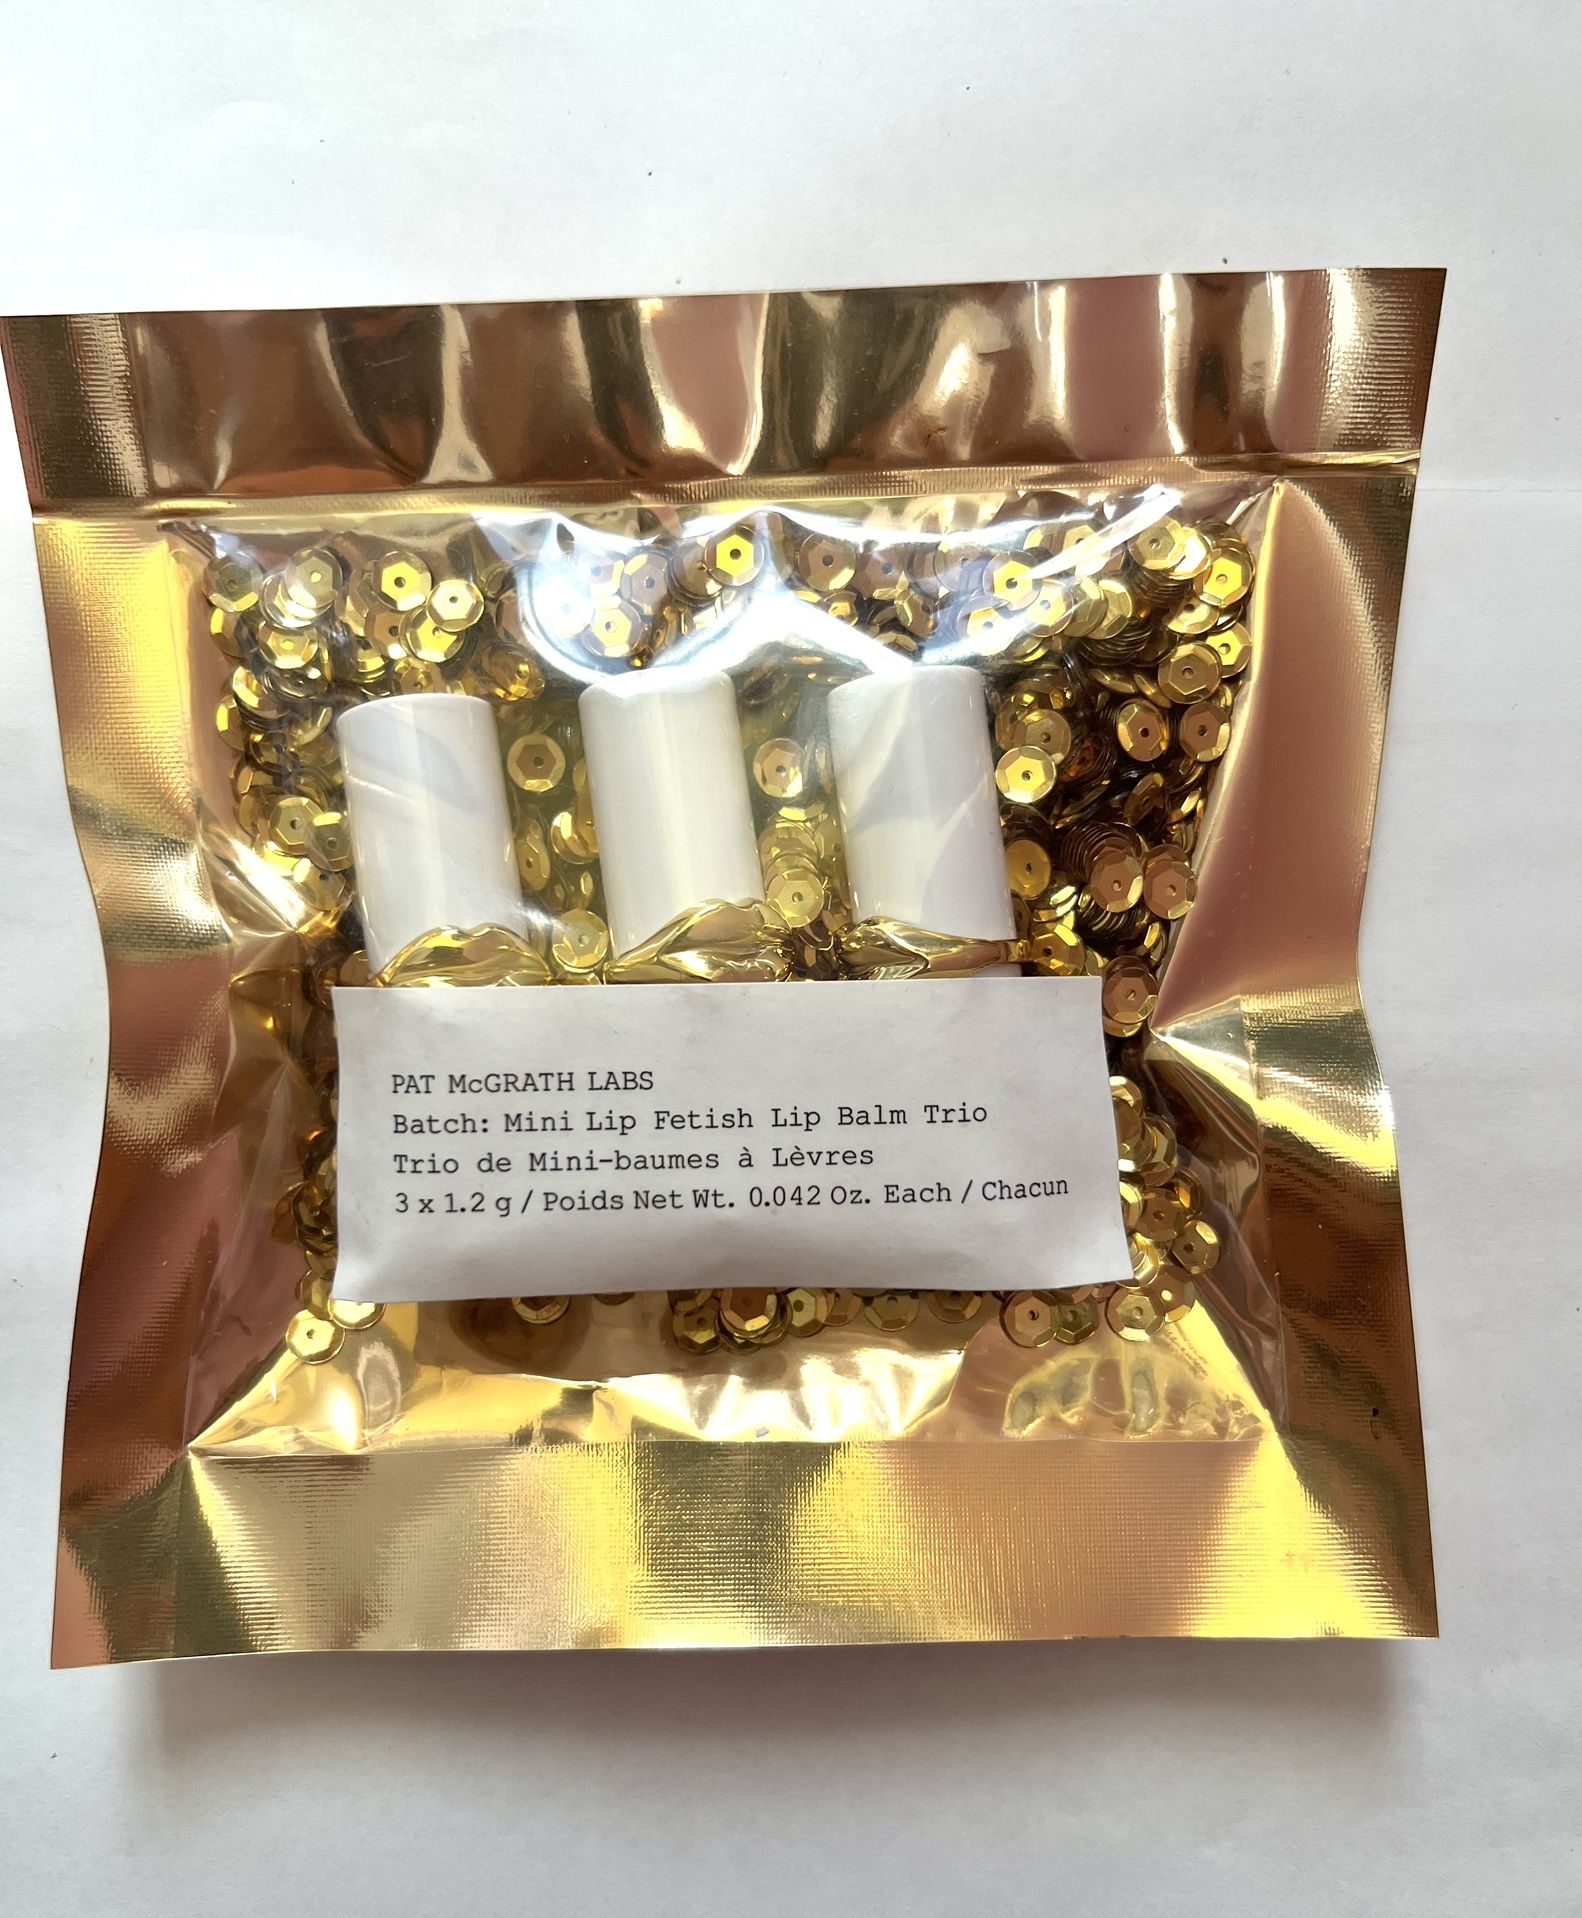 PAT McGRATH LABS
Batch: Mini Lip Fetish Lip Balm Trio
Trio de Mini-baumes à Lèvres
3 x 1.2 g / Poids Net Wt. 0.042 Oz. Each / Chacun